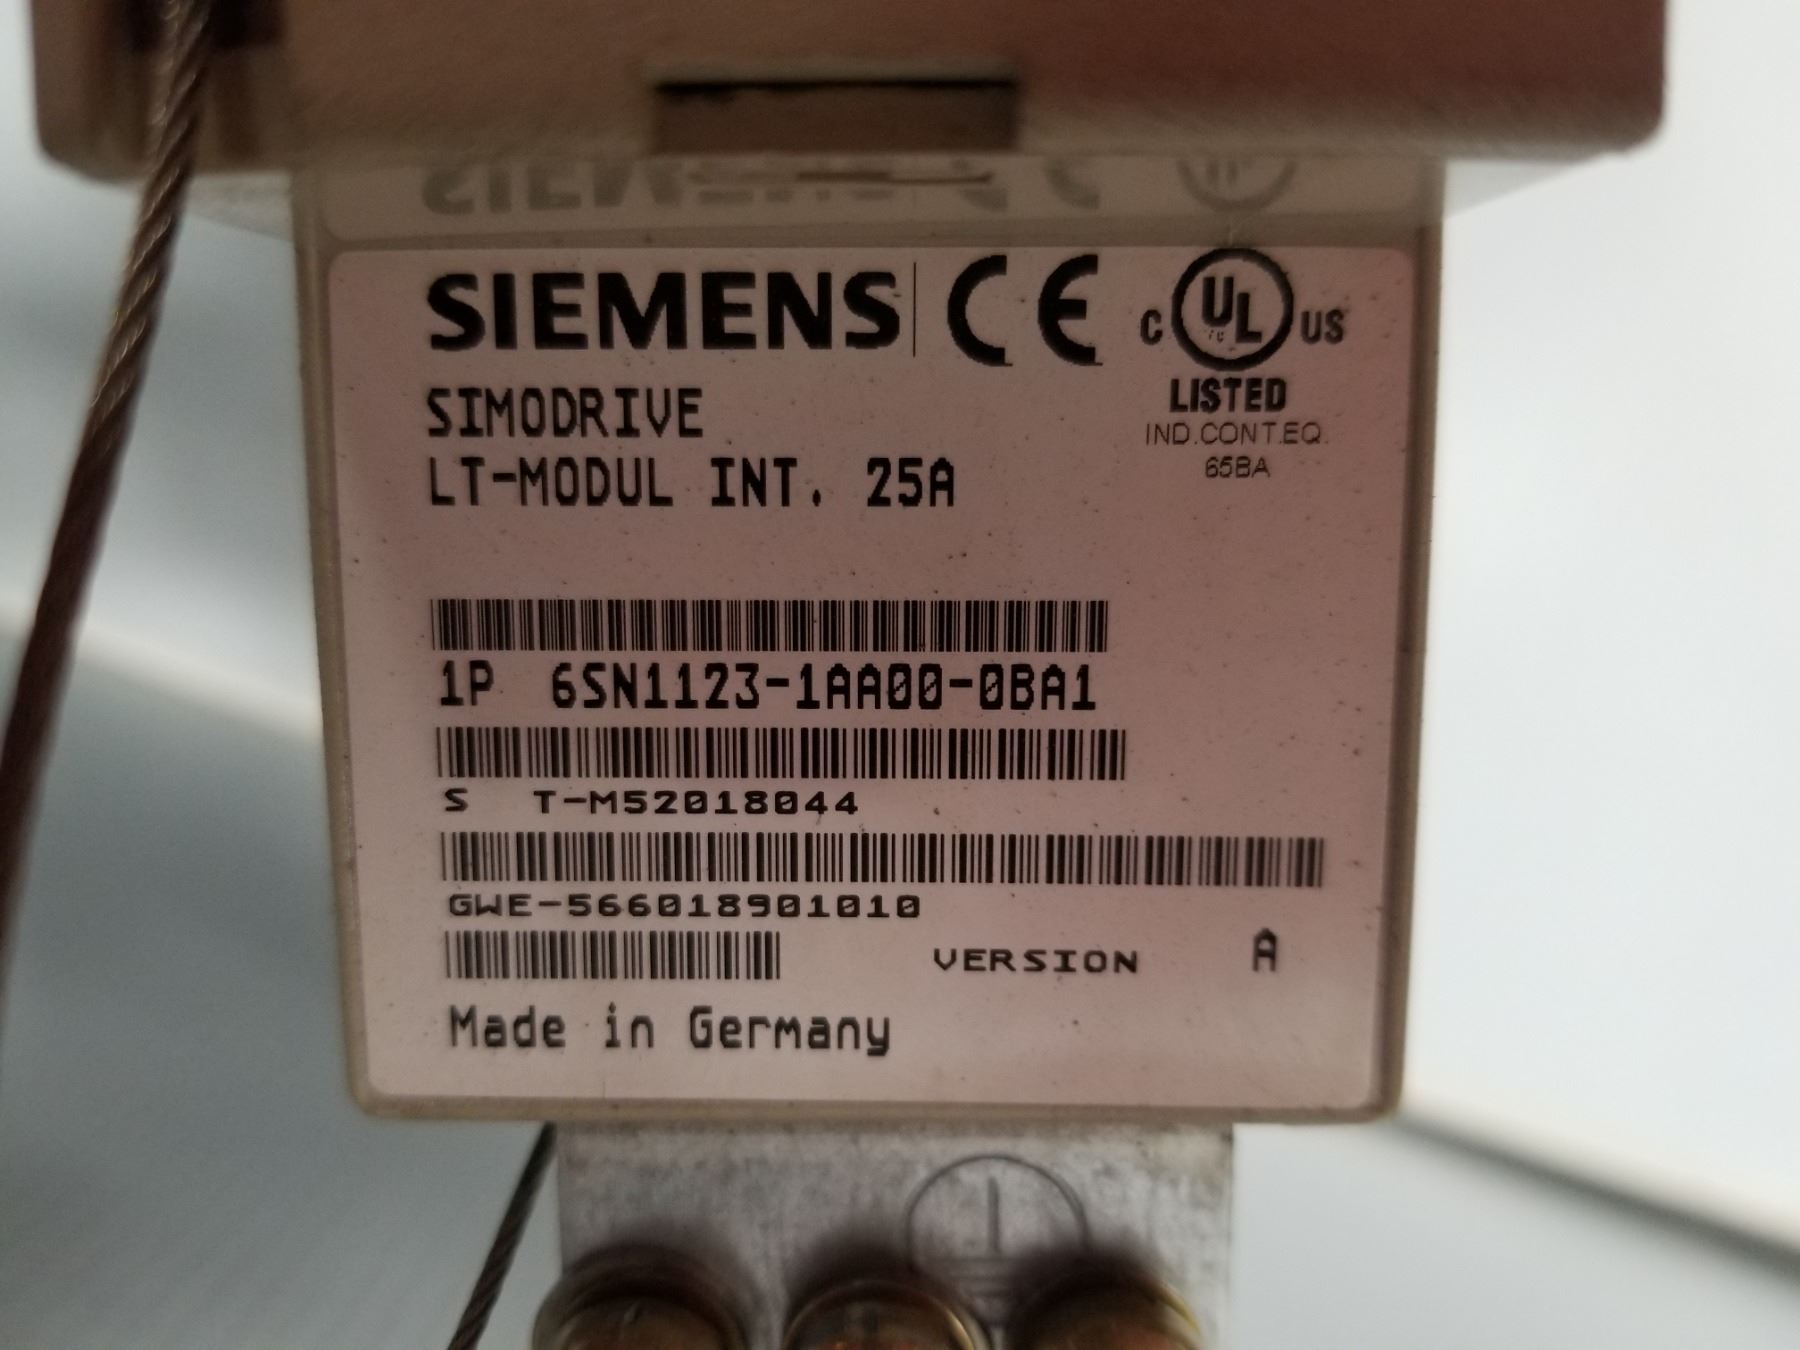 SIEMENS CE
C UL US
LISTED
IND.CONT.EQ.
65BA
SIMODRIVE
LT-MODUL INT. 25A
1P 6SN1123-1AA00-0BA1
S T-M52018044
GWE-566018901010
VERSION A
Made in Germany